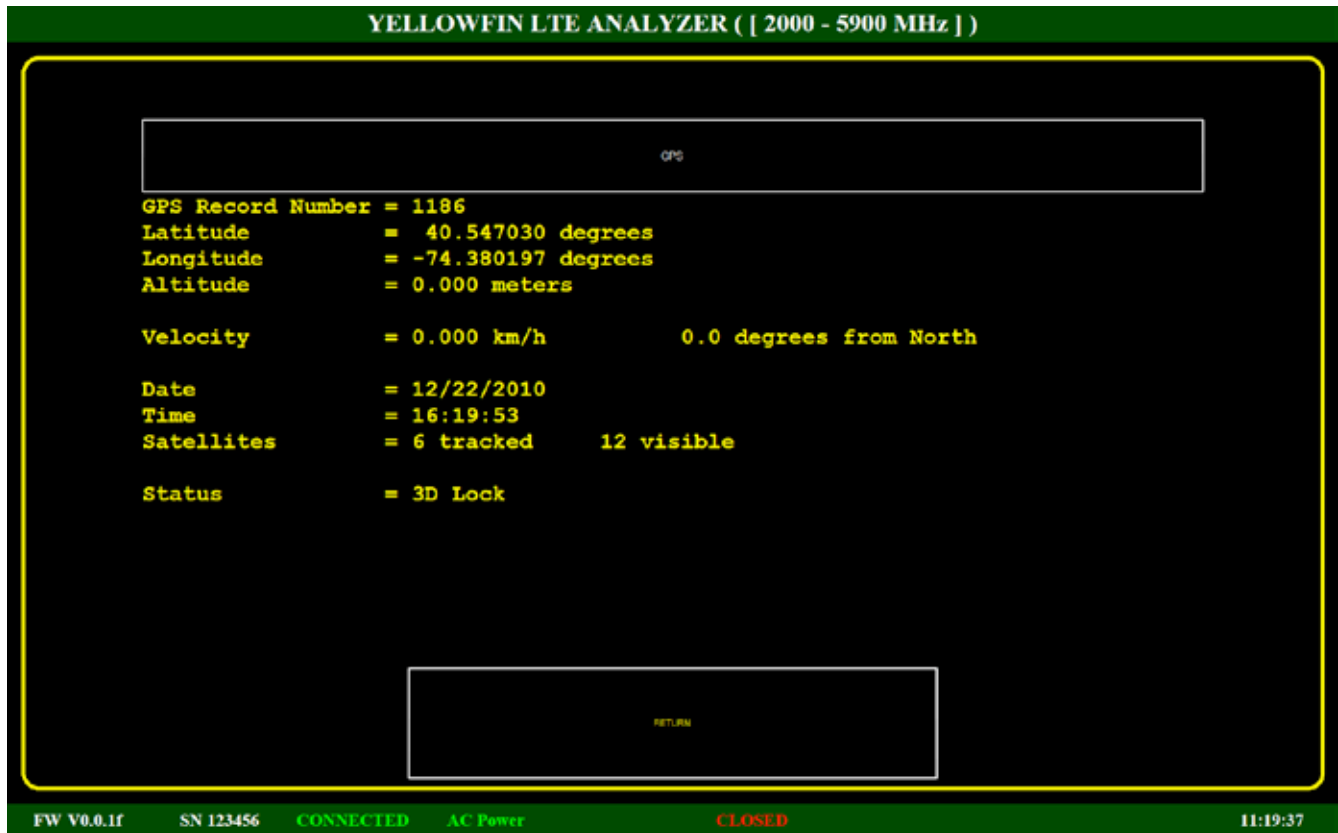 YELLOWFIN LTE ANALYZER ( [ 2000 - 5900 MHz ] )
GPS
GPS Record Number = 1186
Latitude = 40.547030 degrees
Longitude = -74.380197 degrees
Altitude = 0.000 meters
Velocity = 0.000 km/h 0.0 degrees from North
Date = 12/22/2010
Time = 16:19:53
Satellites = 6 tracked 12 visible
Status = 3D Lock
RETURN
FW V0.0.1f SN 123456 CONNECTED AC Power CLOSED 11:19:37